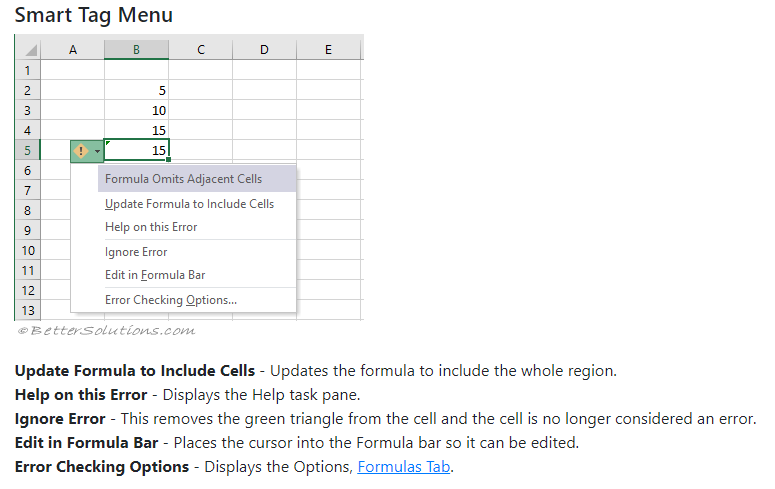 Smart Tag Menu
A B C D E
1
2 5
3 10
4 15
5 15
6 Formula Omits Adjacent Cells
7 Update Formula to Include Cells
8
9 Help on this Error
10 Ignore Error
11 Edit in Formula Bar
12 Error Checking Options...
13
©BetterSolutions.com
Update Formula to Include Cells - Updates the formula to include the whole region.
Help on this Error - Displays the Help task pane.
Ignore Error - This removes the green triangle from the cell and the cell is no longer considered an error.
Edit in Formula Bar - Places the cursor into the Formula bar so it can be edited.
Error Checking Options - Displays the Options, Formulas Tab.